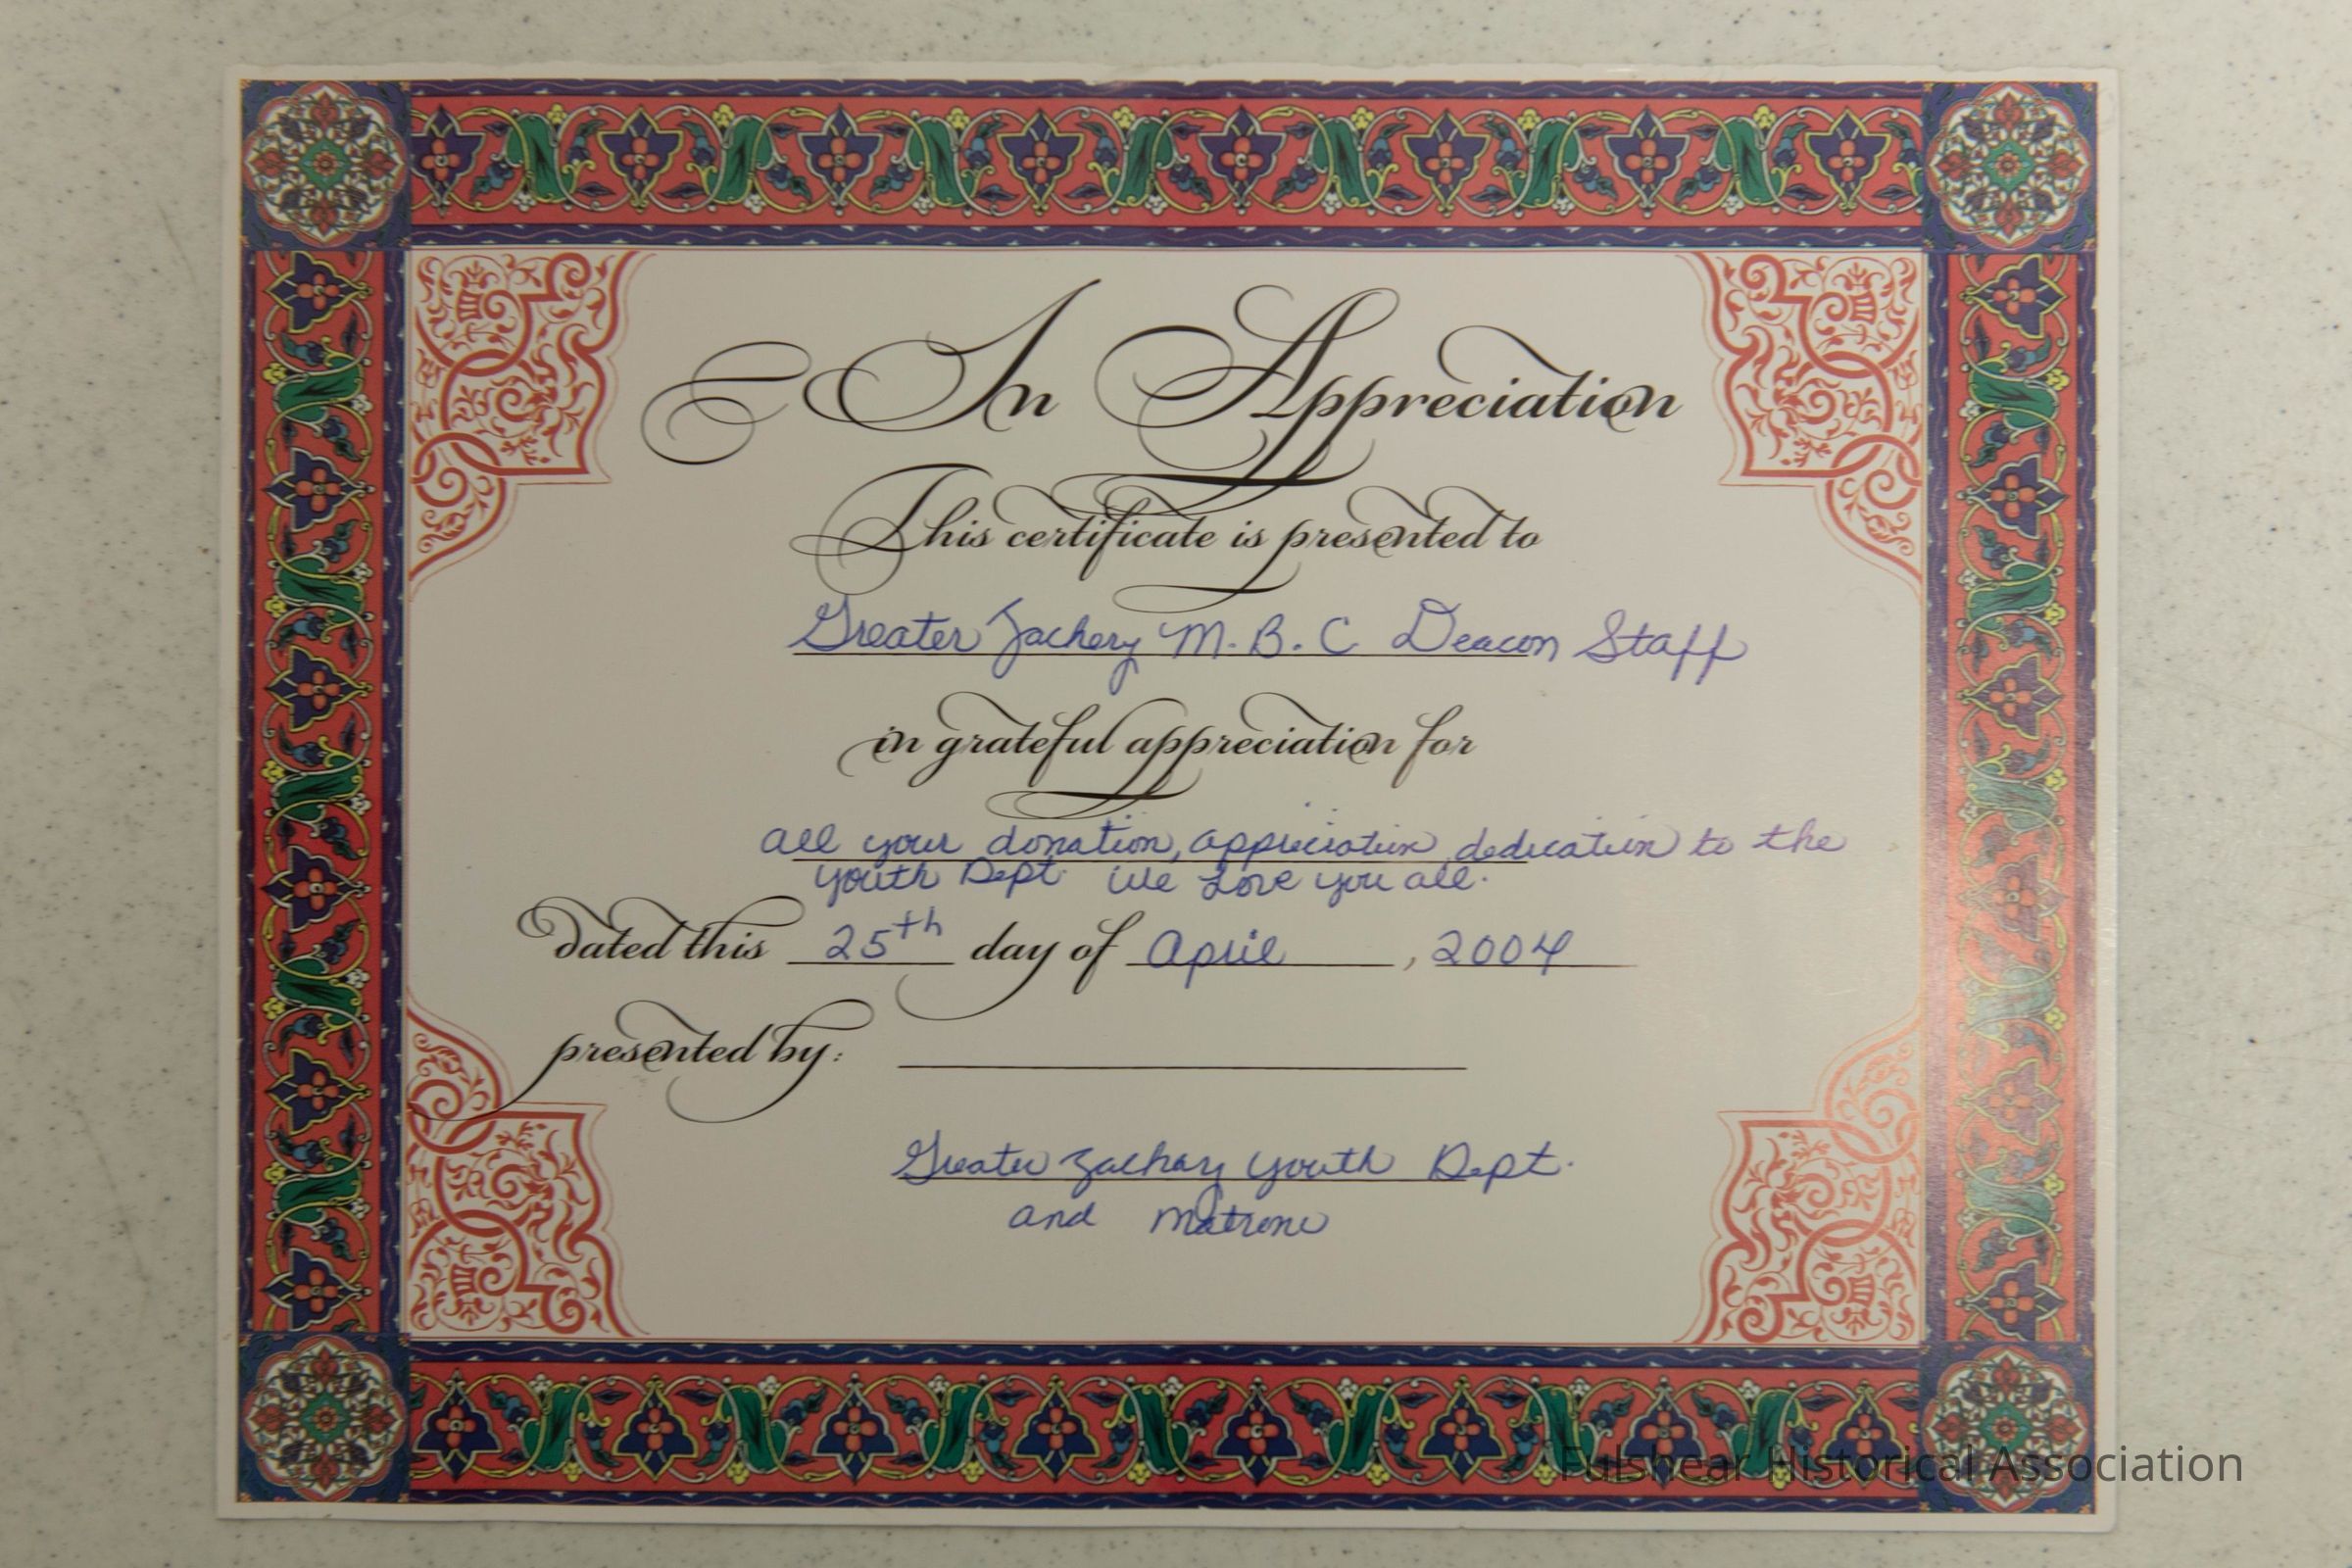 In Appreciation
This certificate is presented to
Greater Zachery M.B.C Deacon Staff
in grateful appreciation for
all your donation, appreciation, dedication to the
youth Dept. We Love you all.
dated this 25th day of April, 2004
presented by:
Greater Zachary Youth Dept.
and Matrons
Fulshear Historical Association